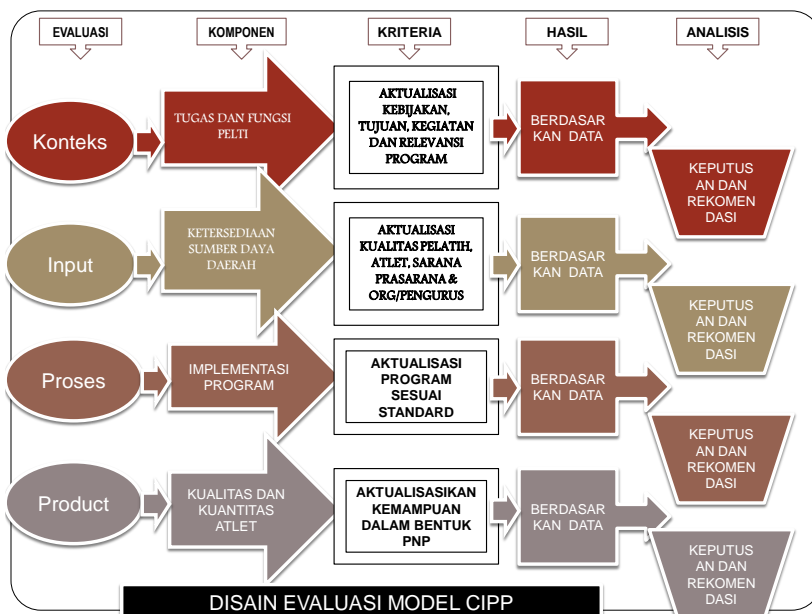 EVALUASI
KOMPONEN
KRITERIA
HASIL
ANALISIS
Konteks
TUGAS DAN FUNGSI
PELTI
AKTUALISASI
KEBIJAKAN,
TUJUAN, KEGIATAN
DAN RELEVANSI
PROGRAM
BERDASAR
KAN DATA
KEPUTUS
AN DAN
REKOMEN
DASI
Input
KETERSEDIAAN
SUMBER DAYA
DAERAH
AKTUALISASI
KUALITAS PELATIH,
ATLET, SARANA
PRASARANA &
ORG/PENGURUS
BERDASAR
KAN DATA
KEPUTUS
AN DAN
REKOMEN
DASI
Proses
IMPLEMENTASI
PROGRAM
AKTUALISASI
PROGRAM
SESUAI
STANDARD
BERDASAR
KAN DATA
KEPUTUS
AN DAN
REKOMEN
DASI
Product
KUALITAS DAN
KUANTITAS
ATLET
AKTUALISASIKAN
KEMAMPUAN
DALAM BENTUK
PNP
BERDASAR
KAN DATA
KEPUTUS
AN DAN
REKOMEN
DASI
DISAIN EVALUASI MODEL CIPP